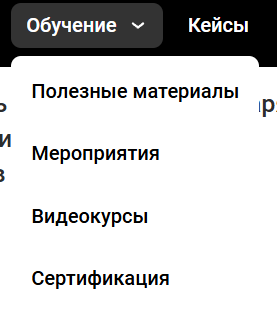 Обучение Кейсы
Полезные материалы
Мероприятия
Видеокурсы
Сертификация